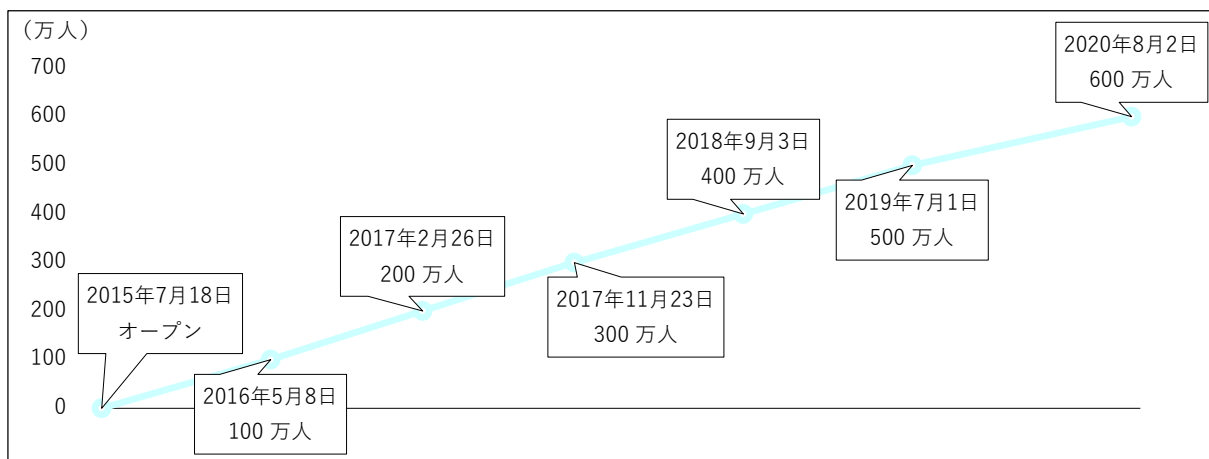 （万人）
700
600
500
400
300
200
100
0
2015年7月18日
オープン
2016年5月8日
100 万人
2017年2月26日
200 万人
2017年11月23日
300 万人
2018年9月3日
400 万人
2019年7月1日
500 万人
2020年8月2日
600 万人